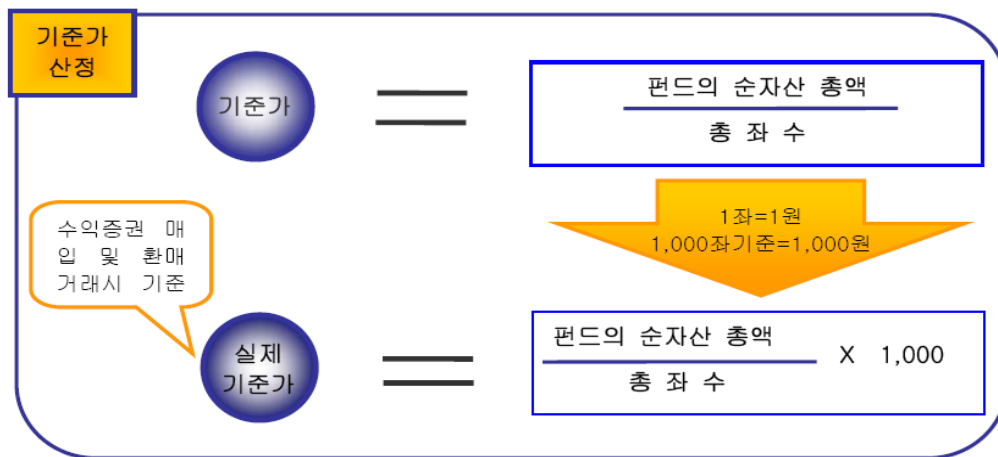 기준가
산정
기준가
펀드의 순자산 총액
총 좌 수
1좌=1원
1,000좌기준=1,000원
수익증권 매
입 및 환매
거래시 기준
실제
기준가
펀드의 순자산 총액
총 좌 수
X 1,000